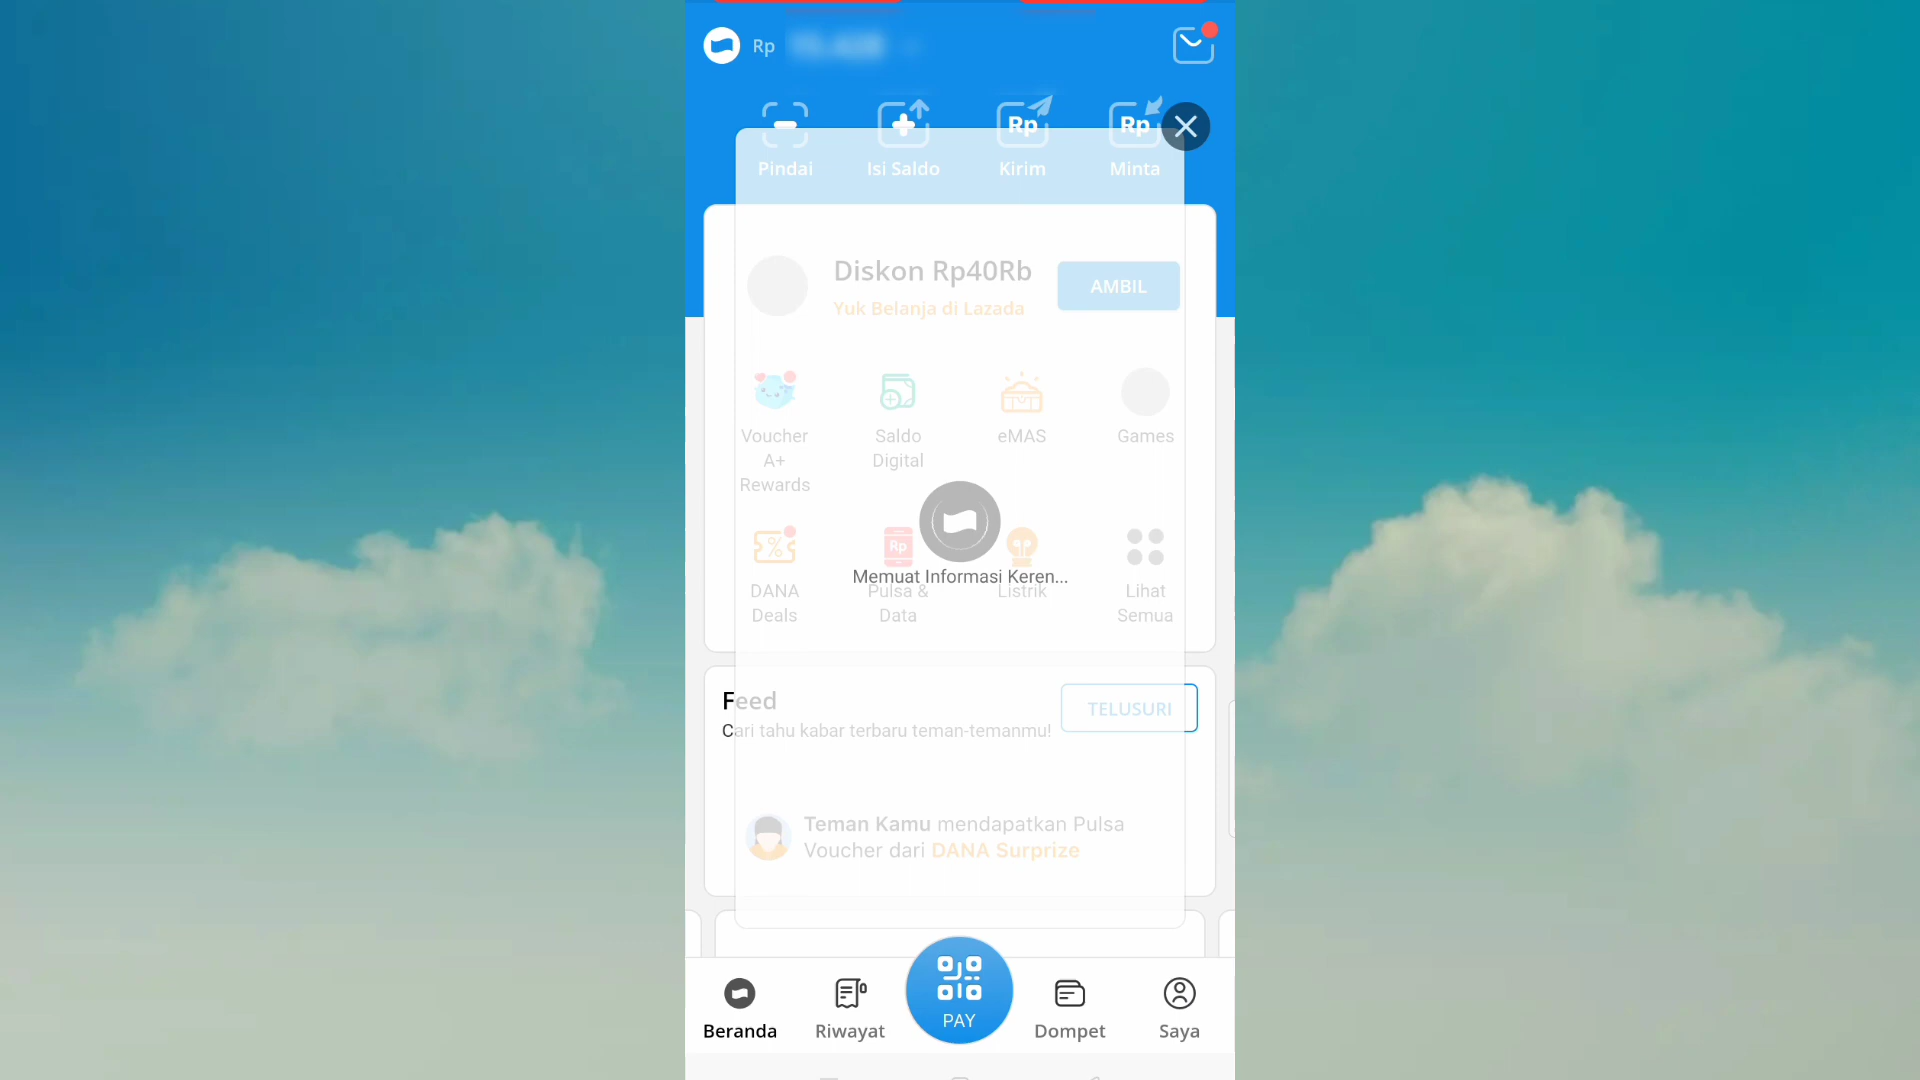 Rp
Pindai
Isi Saldo
Rp
Kirim
Rp
Minta
Diskon Rp40Rb
Yuk Belanja di Lazada
AMBIL
Voucher
A+
Rewards
Saldo
Digital
eMAS
Games
%
DANA
Deals
Rp
Pulsa &
Data
Listrik
Lihat
Semua
Memuat Informasi Keren...
Feed
Cari tahu kabar terbaru teman-temanmu!
TELUSURI
Teman Kamu mendapatkan Pulsa
Voucher dari DANA Surprize
Beranda
Riwayat
PAY
Dompet
Saya